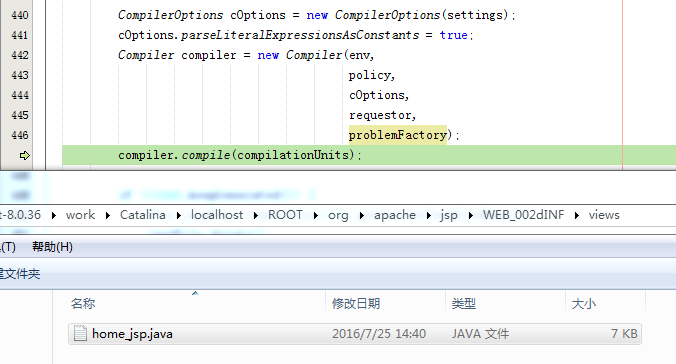 440 CompilerOptions cOptions = new CompilerOptions(settings);
441 cOptions.parseLiteralExpressionsAsConstants = true;
442 Compiler compiler = new Compiler(env,
443 policy,
444 cOptions,
445 requestor,
446 problemFactory);
compiler.compile(compilationUnits);
t-8.0.36 ▸ work ▸ Catalina ▸ localhost ▸ ROOT ▸ org ▸ apache ▸ jsp ▸ WEB_002dINF ▸ views
(T) 帮助(H)
文件夹
名称 修改日期 类型 大小
home_jsp.java 2016/7/25 14:40 JAVA 文件 7 KB